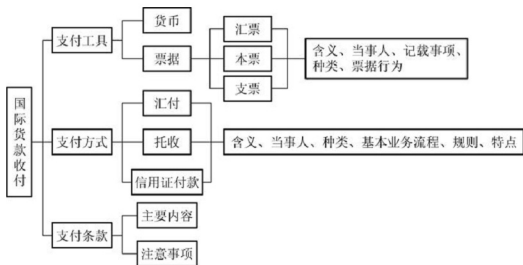 国际货款收付
支付工具
货币
票据
汇票
本票
支票
含义、当事人、记载事项、
种类、票据行为
支付方式
汇付
托收
信用证付款
含义、当事人、种类、基本业务流程、规则、特点
支付条款
主要内容
注意事项